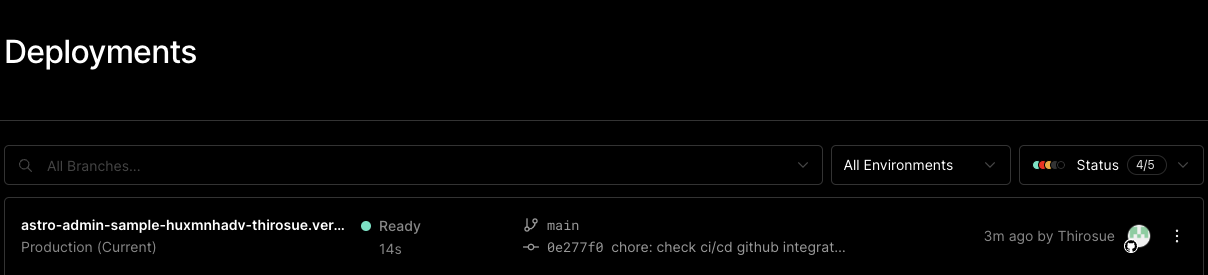 Deployments
All Branches...
All Environments
Status 4/5
astro-admin-sample-huxmnhadv-thirosue.ver...
Production (Current)
Ready
14s
main
0e277f0 chore: check ci/cd github integrat...
3m ago by Thirosue